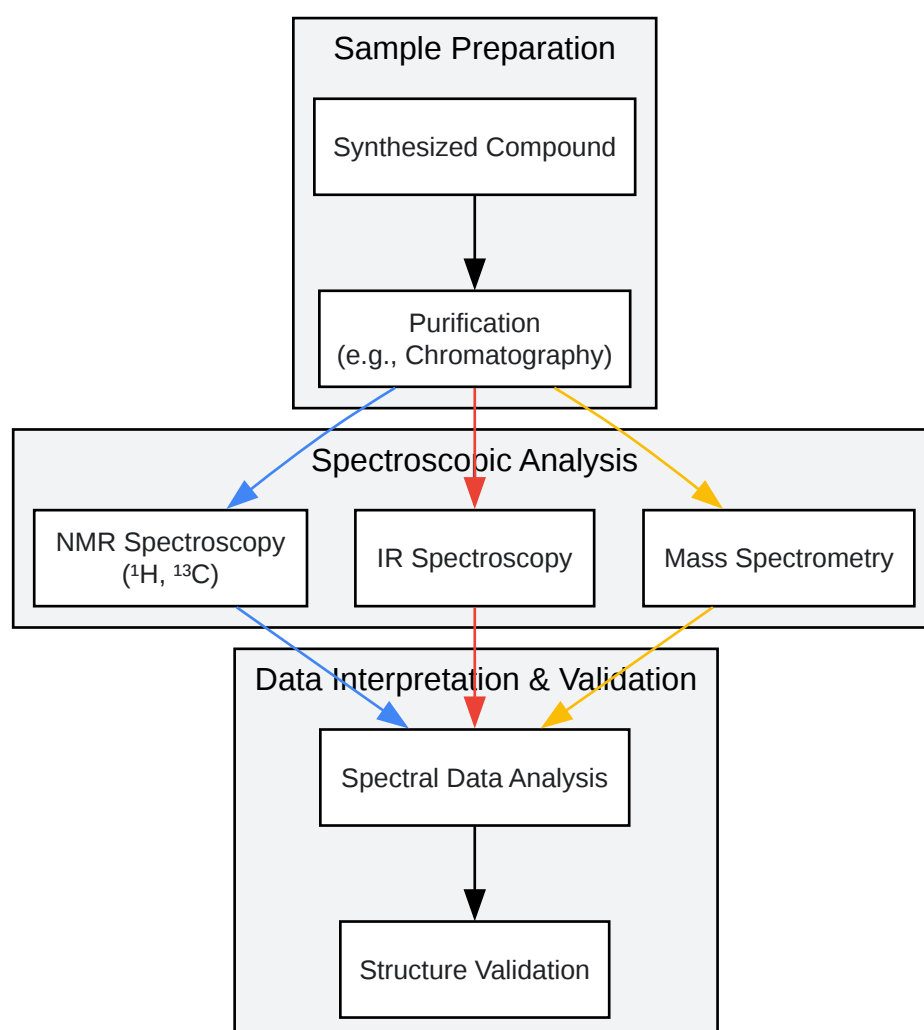 Sample Preparation
Synthesized Compound
Purification
(e.g., Chromatography)
Spectroscopic Analysis
NMR Spectroscopy
(¹H, ¹³C)
IR Spectroscopy
Mass Spectrometry
Data Interpretation & Validation
Spectral Data Analysis
Structure Validation